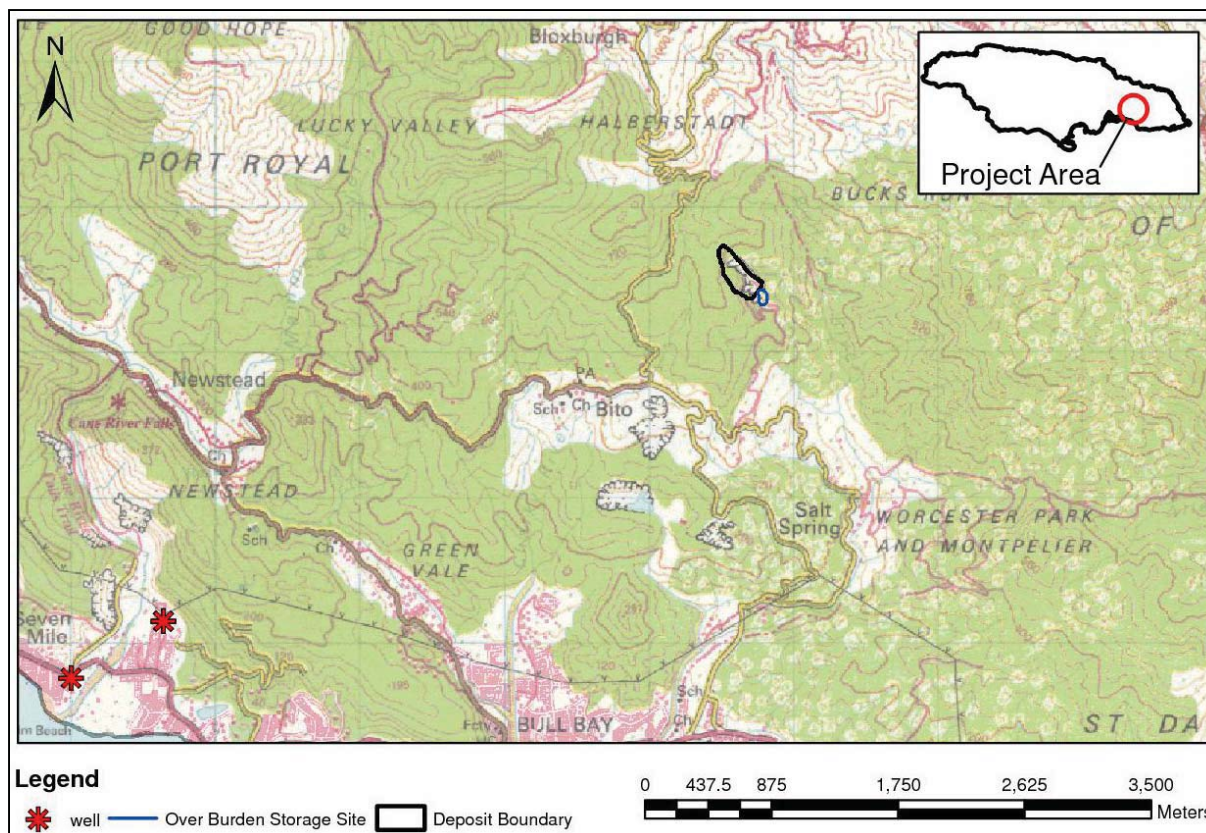 GOOD HOPE
Bloxburgh
N
LUCKY VALLEY
HALBERSTADT
PORT ROYAL
Project Area
BUCKS RUN
OF
Newstead
PA
Sch
Ch
Bito
Cane River Falls
Ch
NEWSTEAD
Sch
Ch
GREEN
VALE
Salt
Spring
WORCESTER PARK
AND MONTPELIER
Seven
Mile
Sch
Ch
BULL BAY
ST DA
Legend
well
Over Burden Storage Site
Deposit Boundary
0 437.5 875 1,750 2,625 3,500
Meters